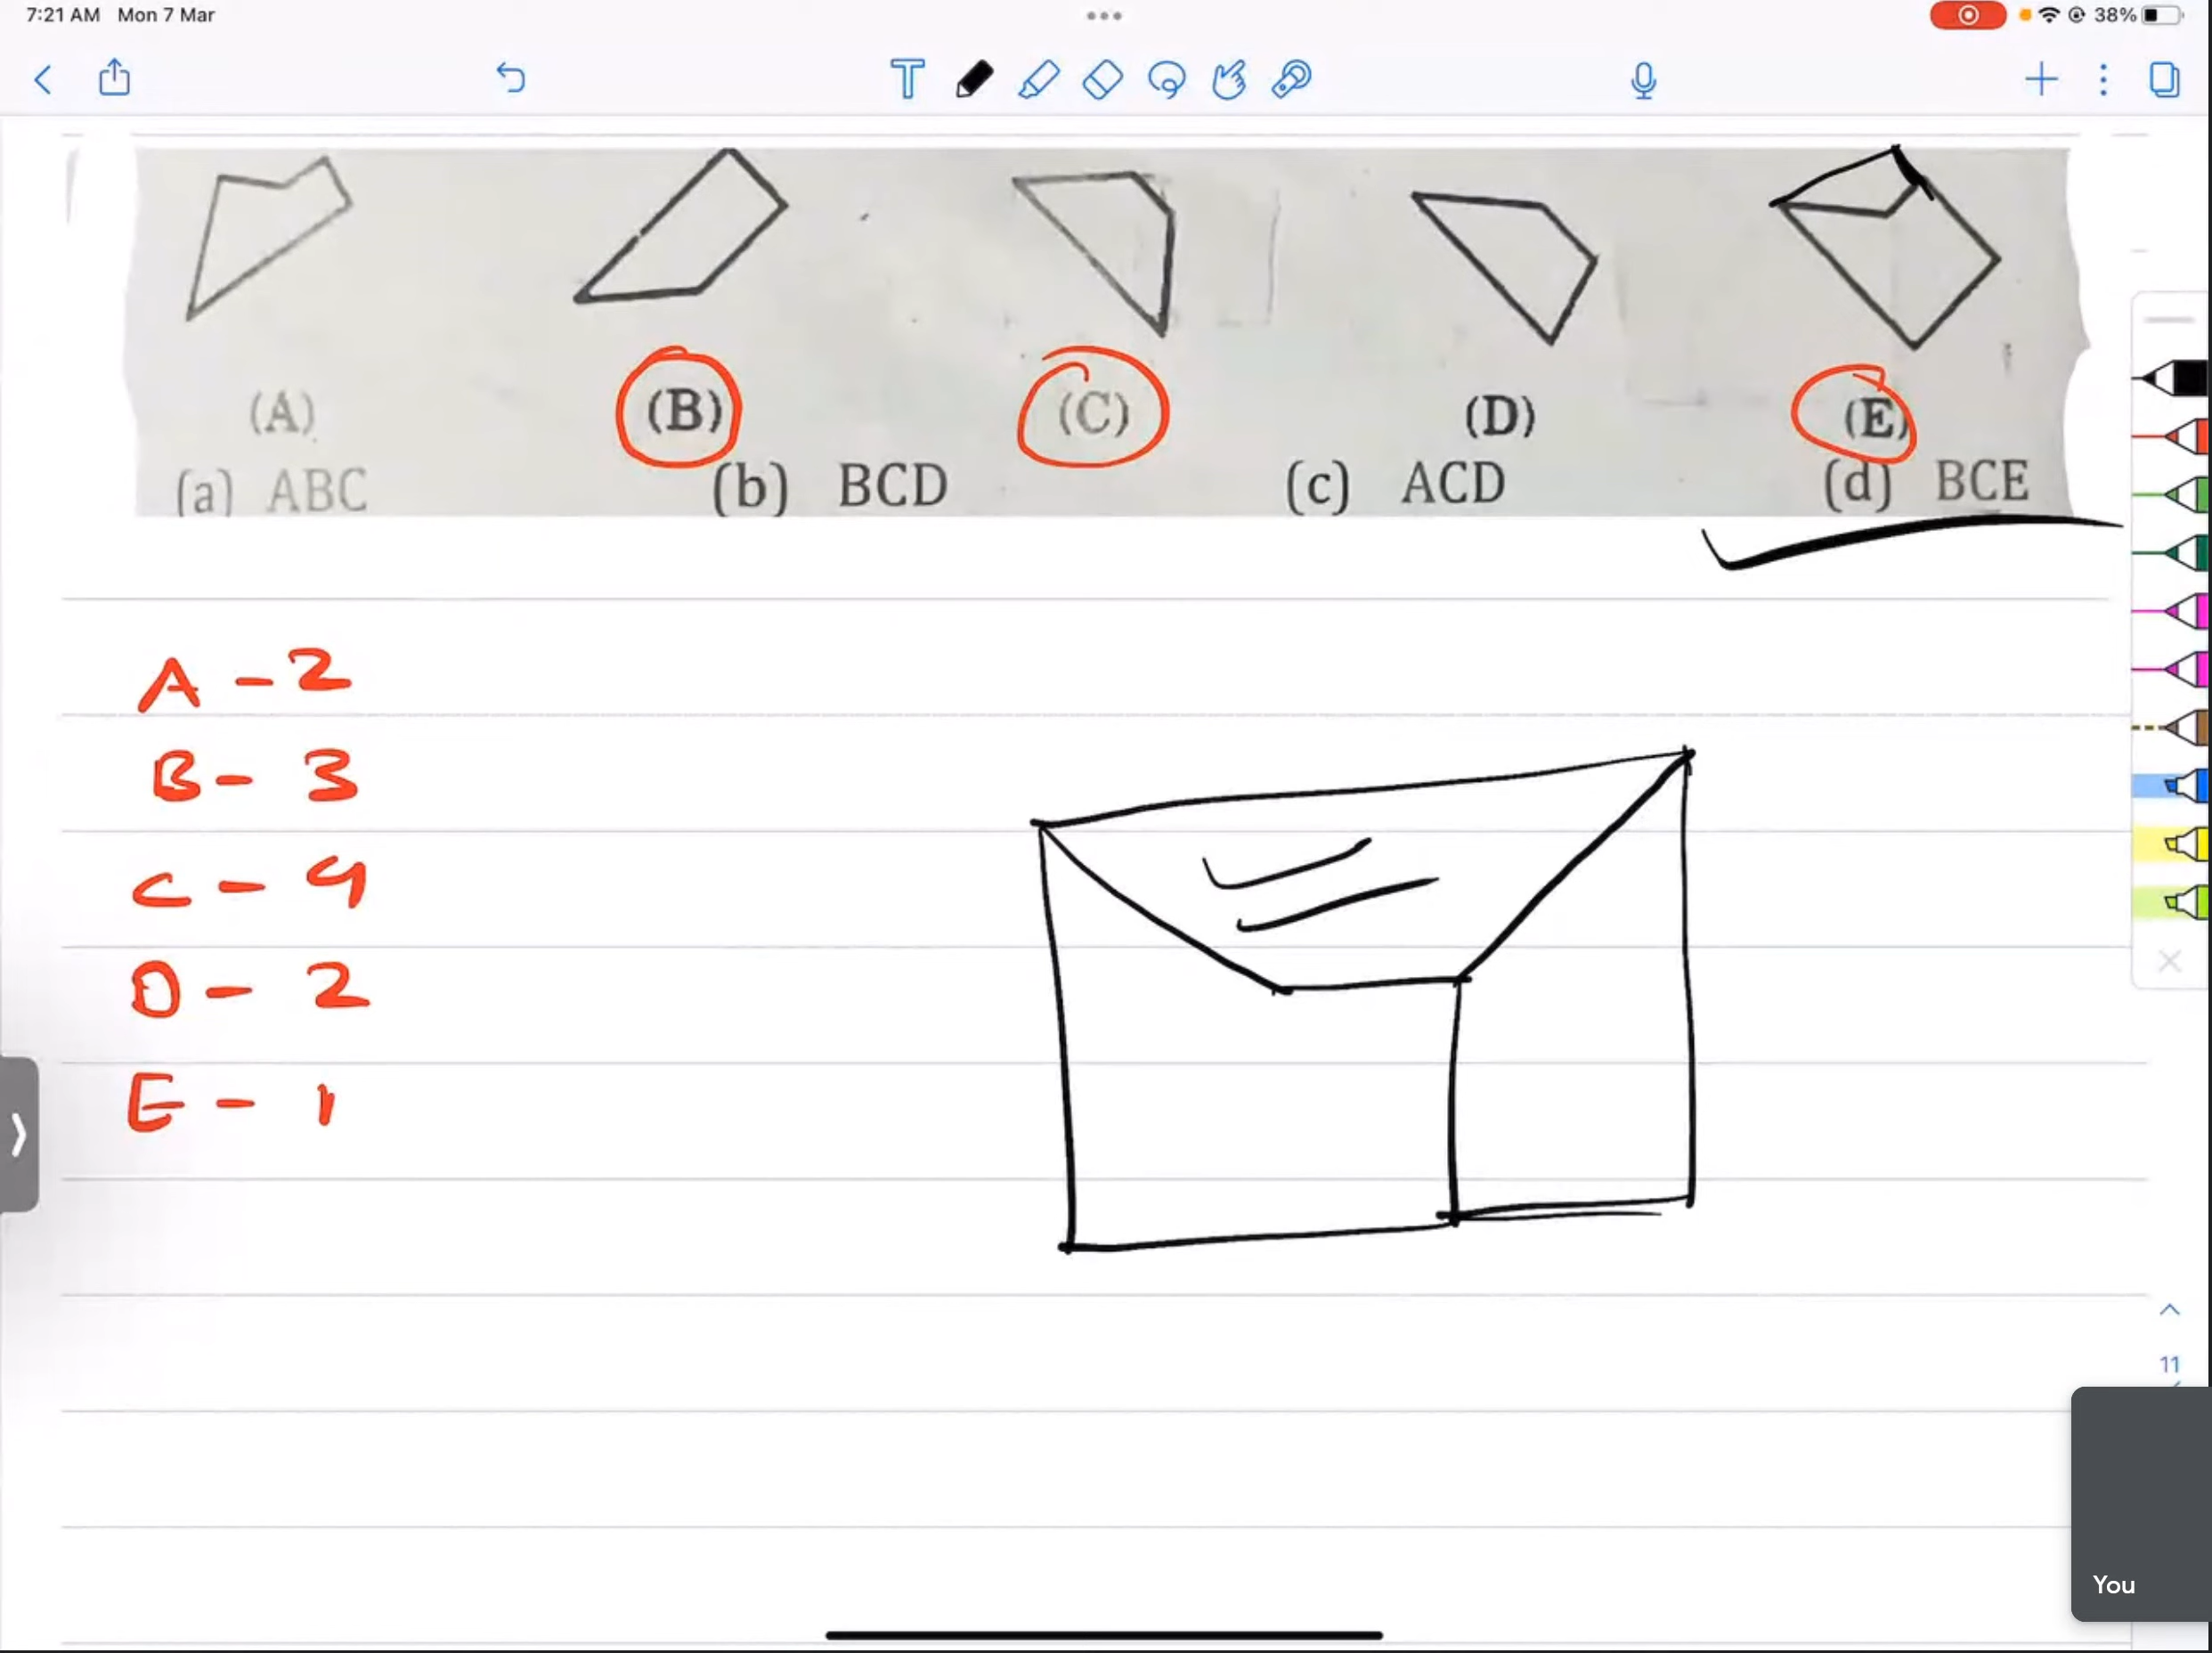 7:21 AM Mon 7 Mar
38%
(A) (B) (C) (D) (E)
(a) ABC (b) BCD (c) ACD (d) BCE
A - 2
B - 3
C - 4
D - 2
E - 1
11
You